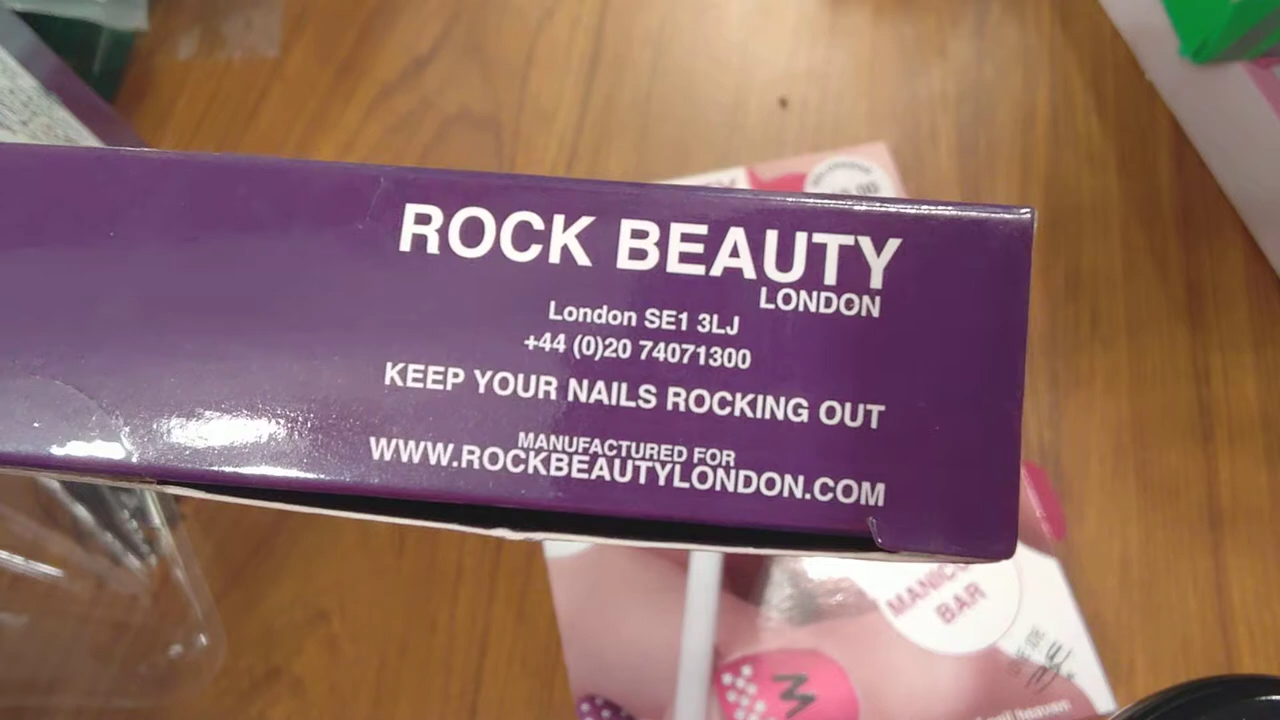 ROCK BEAUTY
LONDON
London SE1 3LJ
+44 (0)20 74071300
KEEP YOUR NAILS ROCKING OUT
MANUFACTURED FOR
WWW.ROCKBEAUTYLONDON.COM
BAR